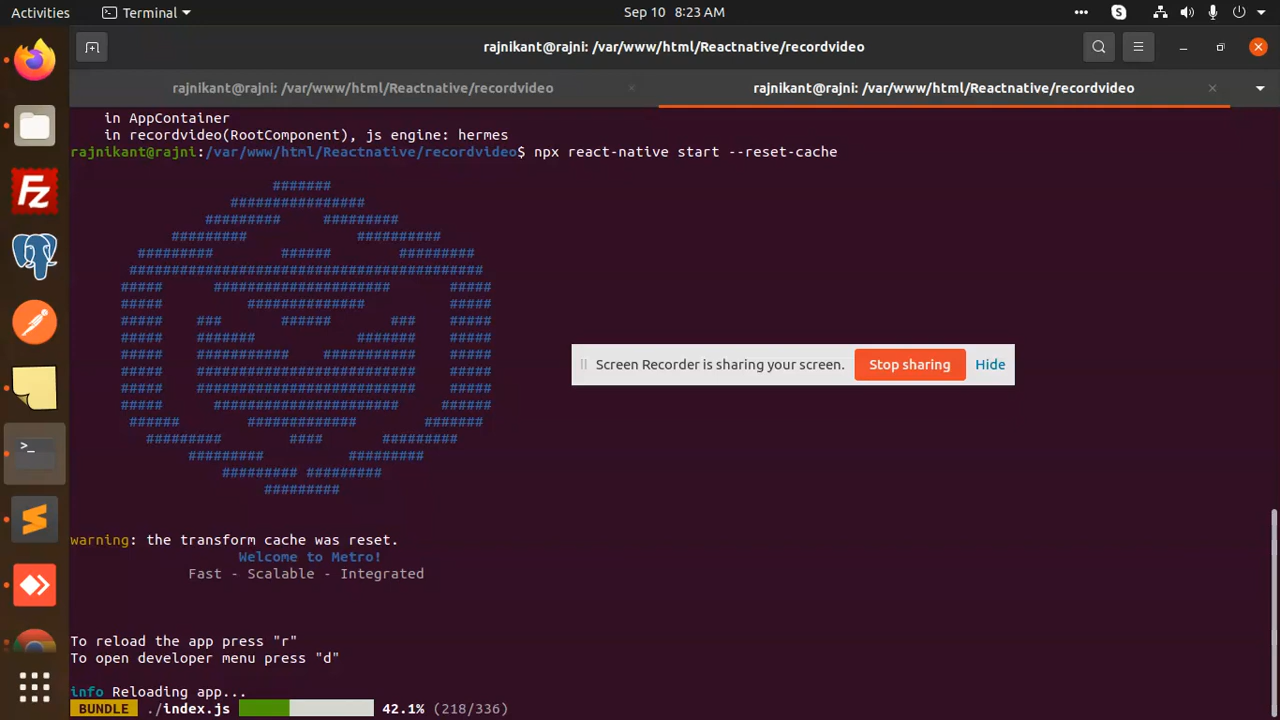 Activities
Terminal
Sep 10 8:23 AM
rajnikant@rajni: /var/www/html/Reactnative/recordvideo
rajnikant@rajni: /var/www/html/Reactnative/recordvideo
rajnikant@rajni: /var/www/html/Reactnative/recordvideo
in AppContainer
in recordvideo(RootComponent), js engine: hermes
rajnikant@rajni:/var/www/html/Reactnative/recordvideo$ npx react-native start --reset-cache
Screen Recorder is sharing your screen.
Stop sharing
Hide
warning: the transform cache was reset.
Welcome to Metro!
Fast - Scalable - Integrated
To reload the app press "r"
To open developer menu press "d"
info Reloading app...
BUNDLE ./index.js 42.1% (218/336)